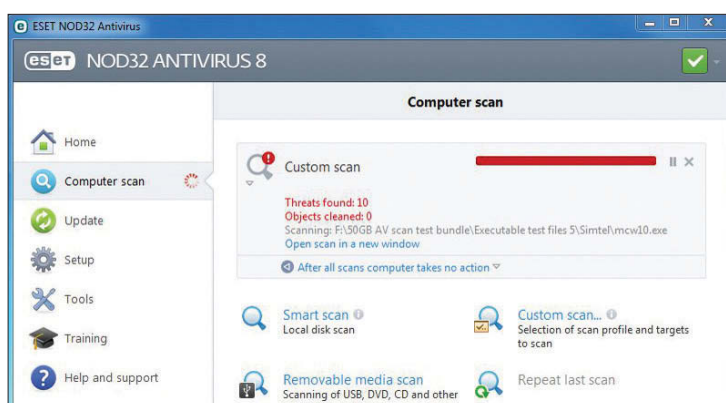 ESET NOD32 Antivirus
eset NOD32 ANTIVIRUS 8
Computer scan
Home
Computer scan
Update
Setup
Tools
Training
Help and support
Custom scan
Threats found: 10
Objects cleaned: 0
Scanning: F:\50GB AV scan test bundle\Executable test files 5\Simtel\mcw10.exe
Open scan in a new window
After all scans computer takes no action
Smart scan
Local disk scan
Custom scan...
Selection of scan profile and targets
to scan
Removable media scan
Scanning of USB, DVD, CD and other
Repeat last scan